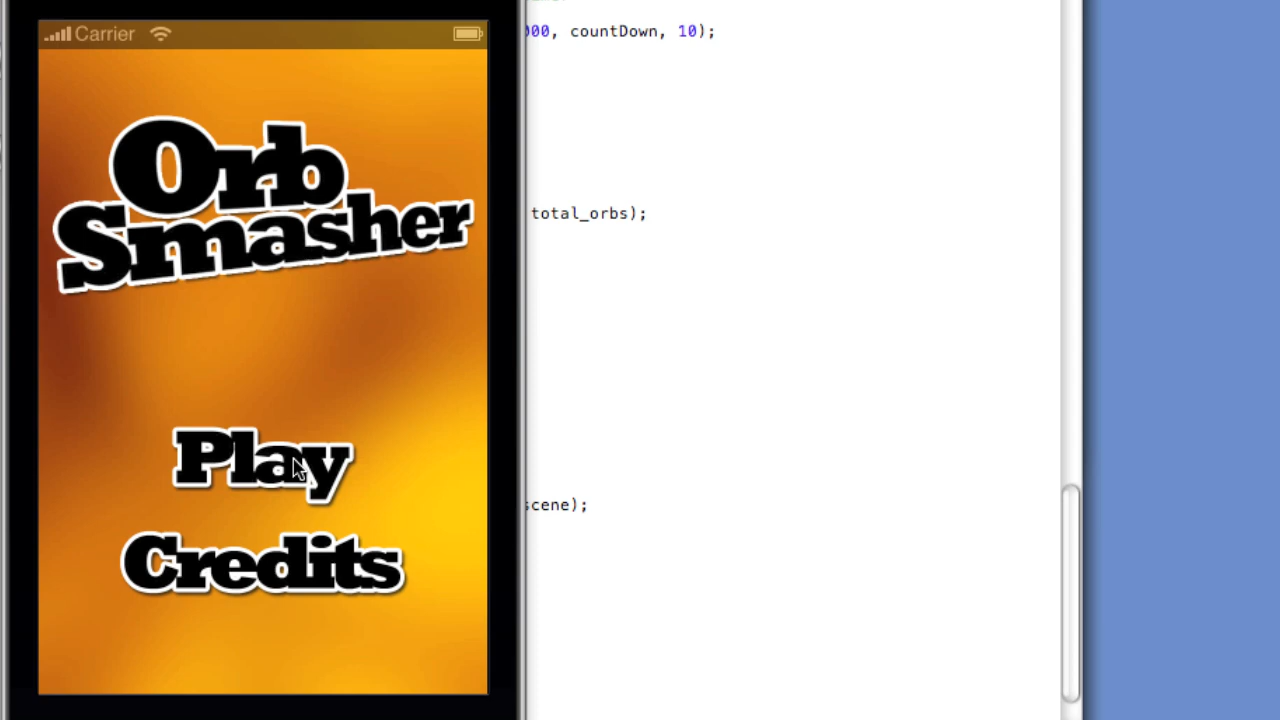 Carrier
Orb
Smasher
Play
Credits
000, countDown, 10);
total_orbs);
scene);